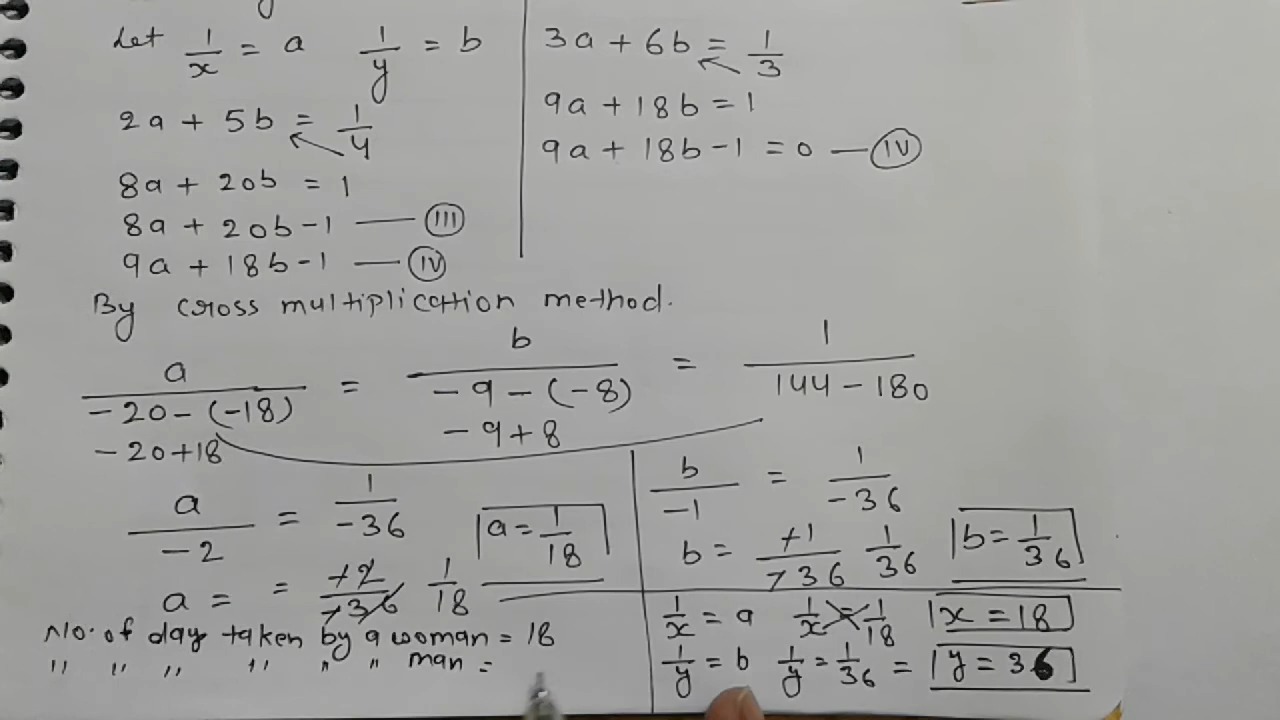 Let 1/x = a 1/y = b
2a + 5b = 1/4
8a + 20b = 1
8a + 20b - 1 — III
9a + 18b - 1 — IV
3a + 6b = 1/3
9a + 18b = 1
9a + 18b - 1 = 0 — IV
By cross multiplication method.
a/(-20 - (-18)) = b/(-9 - (-8)) = 1/(144 - 180)
-20 + 18
-9 + 8
a/-2 = 1/-36
a = = +2/-36 1/18
a = 1/18
b/-1 = 1/-36
b = +1/-36 1/36
b = 1/36
1/x = a 1/x = 1/18 x = 18
1/y = b 1/y = 1/36 = y = 36
No. of day taken by a woman = 18
" " " " " " man =